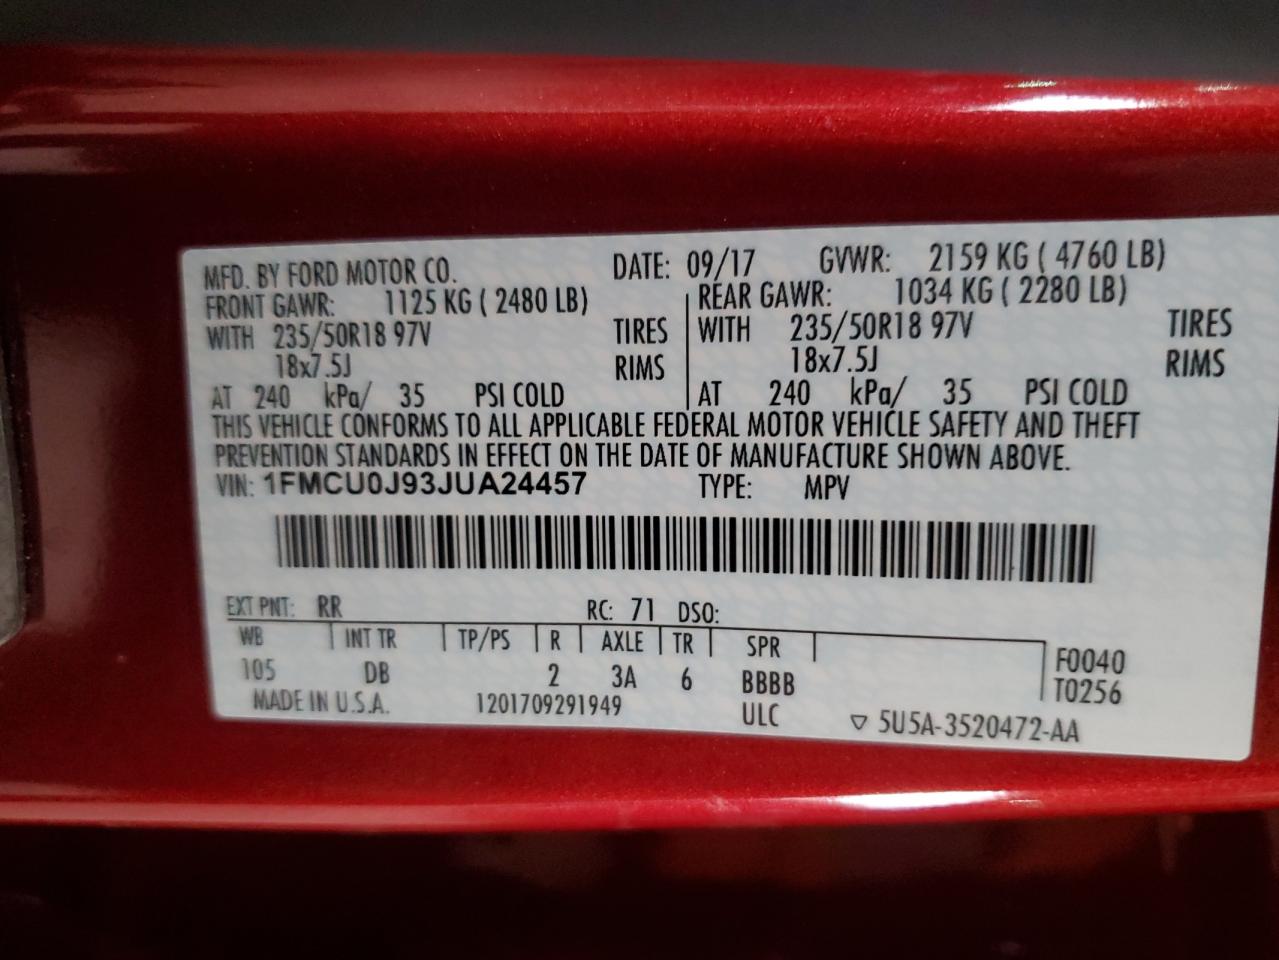 MFD. BY FORD MOTOR CO. DATE: 09/17 GVWR: 2159 KG ( 4760 LB)
FRONT GAWR: 1125 KG ( 2480 LB) REAR GAWR: 1034 KG ( 2280 LB)
WITH 235/50R18 97V TIRES WITH 235/50R18 97V TIRES
18x7.5J RIMS 18x7.5J RIMS
AT 240 kPa/ 35 PSI COLD AT 240 kPa/ 35 PSI COLD
THIS VEHICLE CONFORMS TO ALL APPLICABLE FEDERAL MOTOR VEHICLE SAFETY AND THEFT
PREVENTION STANDARDS IN EFFECT ON THE DATE OF MANUFACTURE SHOWN ABOVE.
VIN: 1FMCU0J93JUA24457 TYPE: MPV
EXT PNT: RR RC: 71 DSO:
WB INT TR TP/PS R AXLE TR SPR F0040
105 DB 2 3A 6 BBBB T0256
MADE IN U.S.A. 1201709291949 ULC ▽ 5U5A-3520472-AA